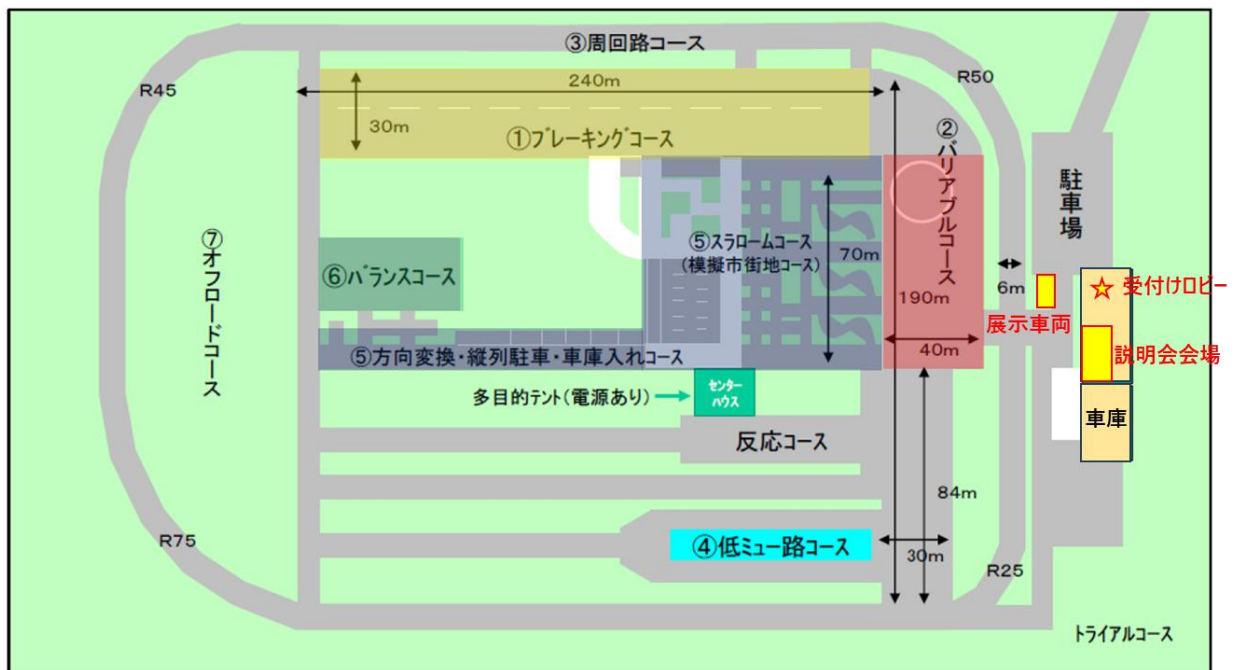 ③周回路コース
R45
240m
R50
30m
①ブレーキングコース
②バリアブルコース
駐車場
⑦オフロードコース
⑤スラロームコース
(模擬市街地コース)
70m
⑥バランスコース
6m
☆ 受付けロビー
190m
展示車両
40m
説明会会場
⑤方向変換・縦列駐車・車庫入れコース
多目的テント(電源あり)→
センター
ハウス
車庫
反応コース
84m
R75
④低ミュー路コース
30m
R25
トライアルコース